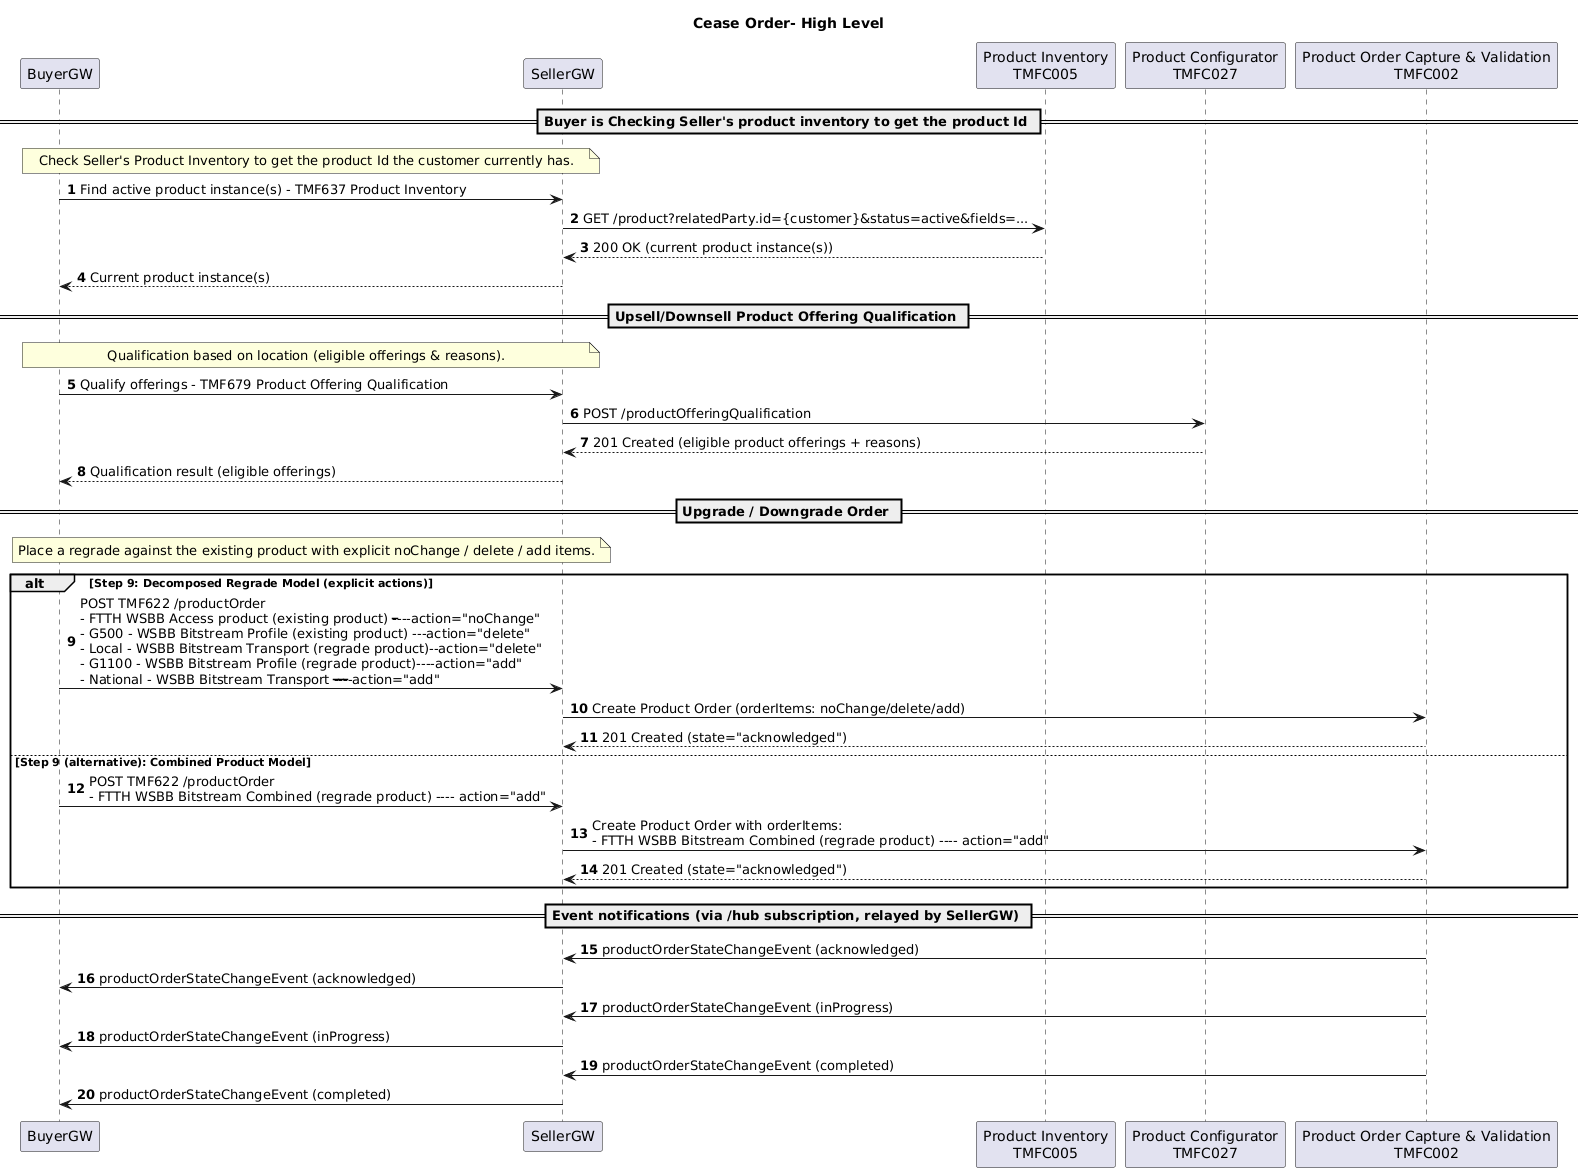 Cease Order- High Level
BuyerGW
SellerGW
Product Inventory
TMFC005
Product Configurator
TMFC027
Product Order Capture & Validation
TMFC002
Buyer is Checking Seller's product inventory to get the product Id
Check Seller's Product Inventory to get the product Id the customer currently has.
1 Find active product instance(s) - TMF637 Product Inventory
2 GET /product?relatedParty.id={customer}&status=active&fields=...
3 200 OK (current product instance(s))
4 Current product instance(s)
Upsell/Downsell Product Offering Qualification
Qualification based on location (eligible offerings & reasons).
5 Qualify offerings - TMF679 Product Offering Qualification
6 POST /productOfferingQualification
7 201 Created (eligible product offerings + reasons)
8 Qualification result (eligible offerings)
Upgrade / Downgrade Order
Place a regrade against the existing product with explicit noChange / delete / add items.
alt [Step 9: Decomposed Regrade Model (explicit actions)]
POST TMF622 /productOrder
- FTTH WSBB Access product (existing product) ----action="noChange"
- G500 - WSBB Bitstream Profile (existing product) ---action="delete"
9
- Local - WSBB Bitstream Transport (regrade product)--action="delete"
- G1100 - WSBB Bitstream Profile (regrade product)----action="add"
- National - WSBB Bitstream Transport ----action="add"
10 Create Product Order (orderItems: noChange/delete/add)
11 201 Created (state="acknowledged")
[Step 9 (alternative): Combined Product Model]
12 POST TMF622 /productOrder
- FTTH WSBB Bitstream Combined (regrade product) ---- action="add"
13 Create Product Order with orderItems:
- FTTH WSBB Bitstream Combined (regrade product) ---- action="add"
14 201 Created (state="acknowledged")
Event notifications (via /hub subscription, relayed by SellerGW)
15 productOrderStateChangeEvent (acknowledged)
16 productOrderStateChangeEvent (acknowledged)
17 productOrderStateChangeEvent (inProgress)
18 productOrderStateChangeEvent (inProgress)
19 productOrderStateChangeEvent (completed)
20 productOrderStateChangeEvent (completed)
BuyerGW
SellerGW
Product Inventory
TMFC005
Product Configurator
TMFC027
Product Order Capture & Validation
TMFC002